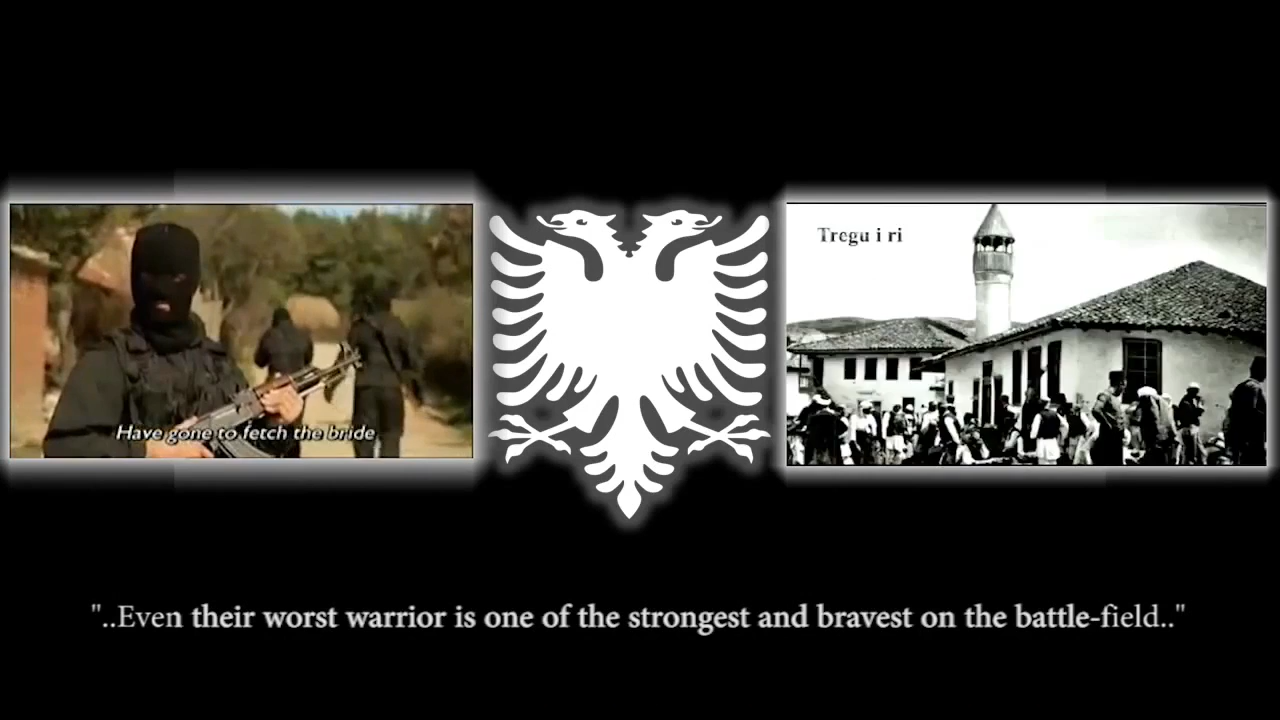 Tregu i ri
Have gone to fetch the bride
"..Even their worst warrior is one of the strongest and bravest on the battle-field.."